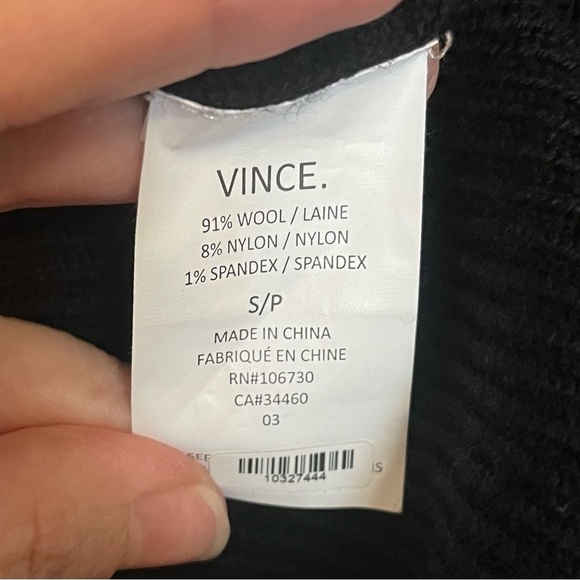 VINCE.
91% WOOL / LAINE
8% NYLON / NYLON
1% SPANDEX / SPANDEX
S/P
MADE IN CHINA
FABRIQUÉ EN CHINE
RN#106730
CA#34460
03
10327444